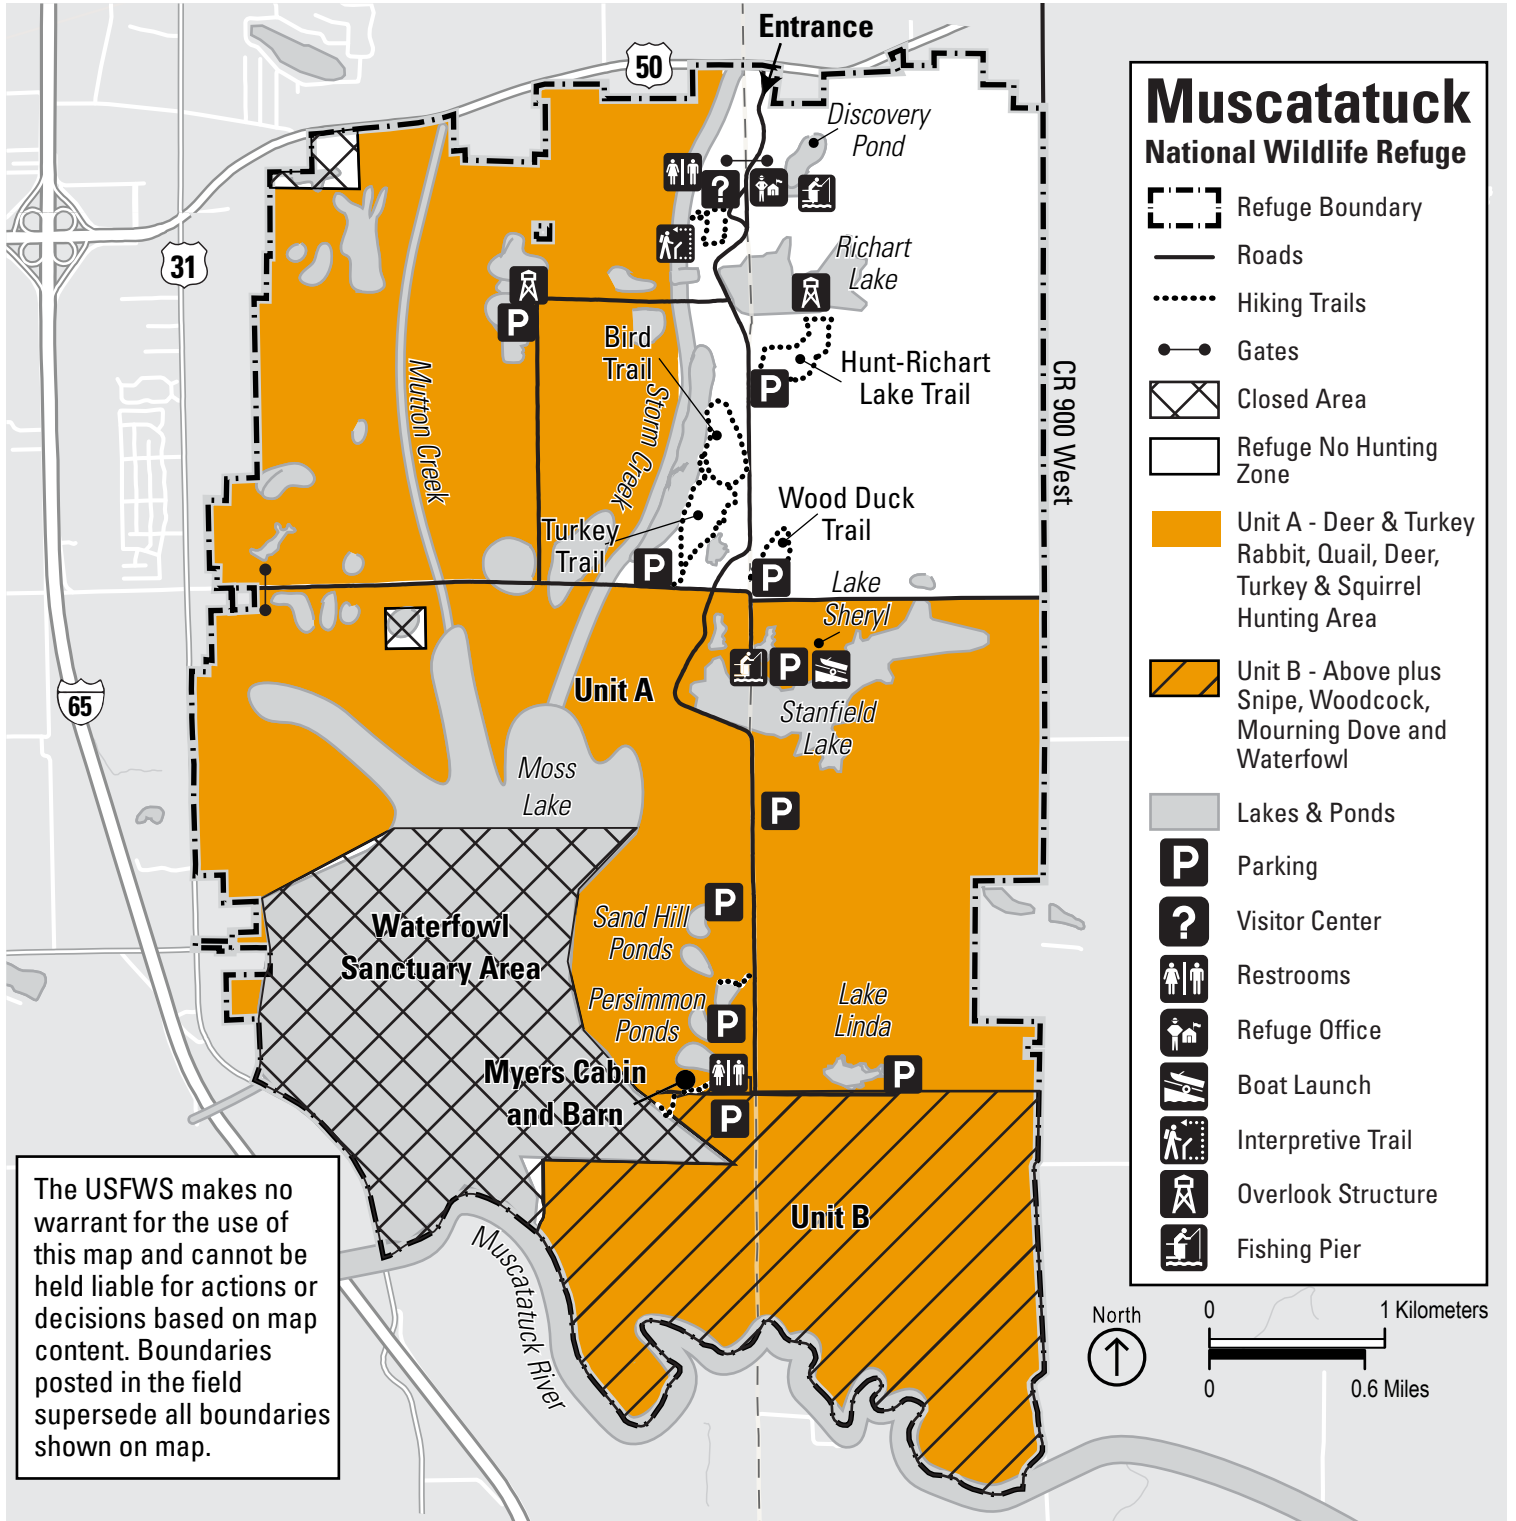 Entrance
50
Discovery
Pond
?
31
Richart
Lake
P
Bird
Trail
Hunt-Richart
Lake Trail
P
Mutton Creek
Storm Creek
CR 900 West
Turkey
Trail
Wood Duck
Trail
P
P
Lake
Sheryl
P
Unit A
65
Stanfield
Lake
Moss
Lake
P
P
Waterfowl
Sanctuary Area
Sand Hill
Ponds
Persimmon
Ponds
P
Lake
Linda
P
Myers Cabin
and Barn
P
Unit B
Muscatatuck River
Muscatatuck
National Wildlife Refuge
Refuge Boundary
Roads
Hiking Trails
Gates
Closed Area
Refuge No Hunting
Zone
Unit A - Deer & Turkey
Rabbit, Quail, Deer,
Turkey & Squirrel
Hunting Area
Unit B - Above plus
Snipe, Woodcock,
Mourning Dove and
Waterfowl
Lakes & Ponds
P Parking
? Visitor Center
Restrooms
Refuge Office
Boat Launch
Interpretive Trail
Overlook Structure
Fishing Pier
The USFWS makes no
warrant for the use of
this map and cannot be
held liable for actions or
decisions based on map
content. Boundaries
posted in the field
supersede all boundaries
shown on map.
North
0 1 Kilometers
0 0.6 Miles